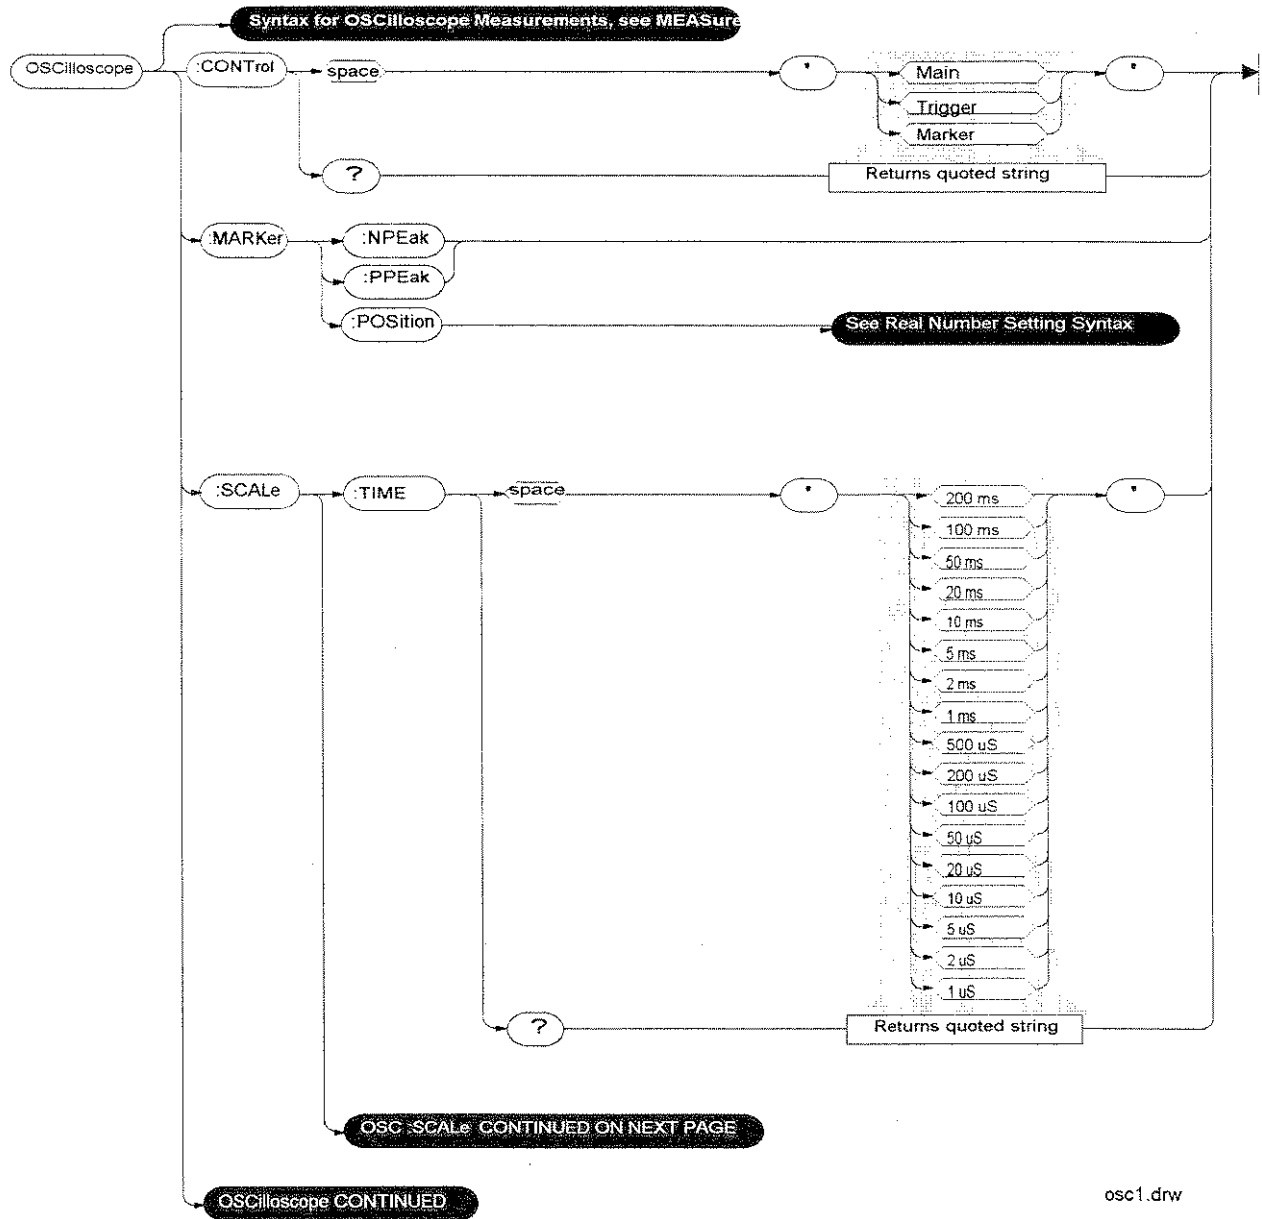 Syntax for OSCilloscope Measurements, see MEASure
OSCilloscope
:CONTrol
space
"
Main
"
Trigger
Marker
?
Returns quoted string
:MARKer
:NPEak
:PPEak
:POSition
See Real Number Setting Syntax
:SCALe
:TIME
space
"
200 ms
"
100 ms
50 ms
20 ms
10 ms
5 ms
2 ms
1 ms
500 uS
200 uS
100 uS
50 uS
20 uS
10 uS
5 uS
2 uS
1 uS
?
Returns quoted string
OSC :SCALe CONTINUED ON NEXT PAGE
OSCilloscope CONTINUED
osc1.drw